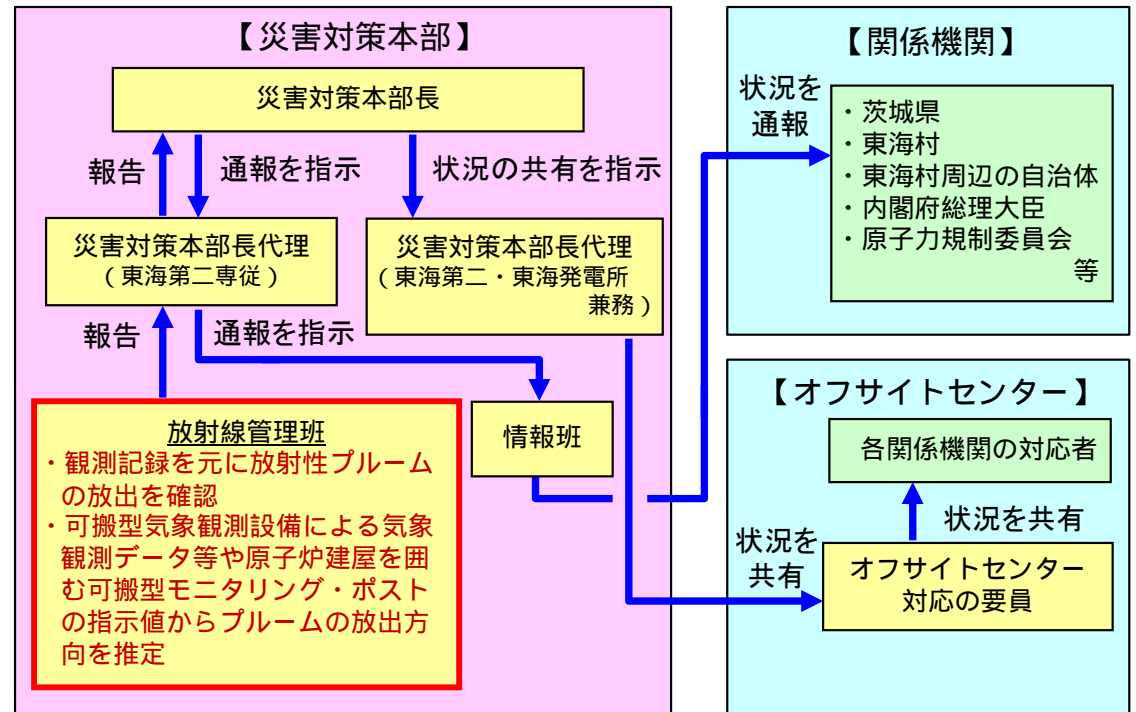 【災害対策本部】
災害対策本部長
報告
通報を指示
状況の共有を指示
災害対策本部長代理
（東海第二専従）
災害対策本部長代理
（東海第二・東海発電所
兼務）
報告
通報を指示
放射線管理班
・観測記録を元に放射性プルーム
の放出を確認
・可搬型気象観測設備による気象
観測データ等や原子炉建屋を囲
む可搬型モニタリング・ポスト
の指示値からプルームの放出方
向を推定
情報班
【関係機関】
状況を
通報
・茨城県
・東海村
・東海村周辺の自治体
・内閣府総理大臣
・原子力規制委員会
等
【オフサイトセンター】
各関係機関の対応者
状況を共有
状況を
共有
オフサイトセンター
対応の要員